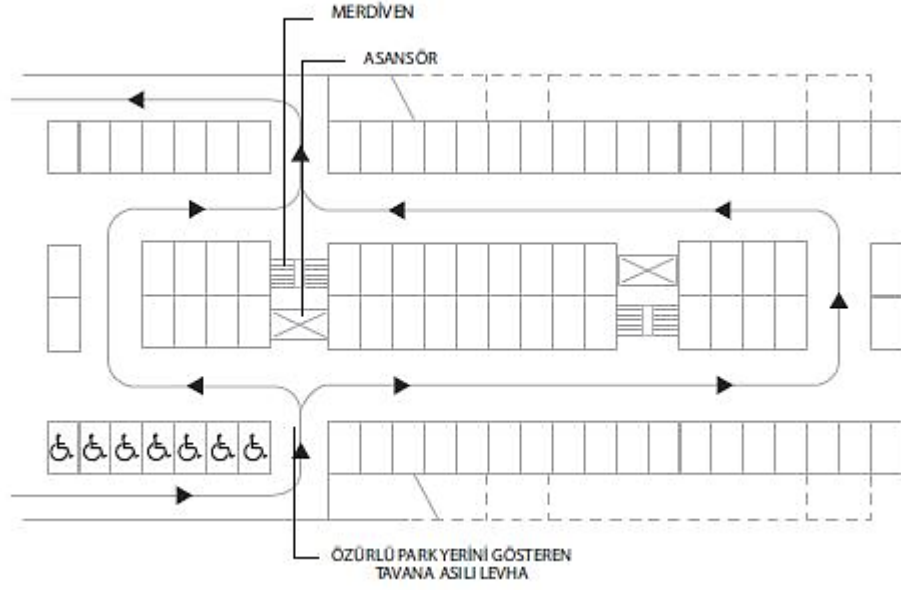 MERDİVEN
ASANSÖR
ÖZÜRLÜ PARK YERİNİ GÖSTEREN
TAVANA ASILI LEVHA